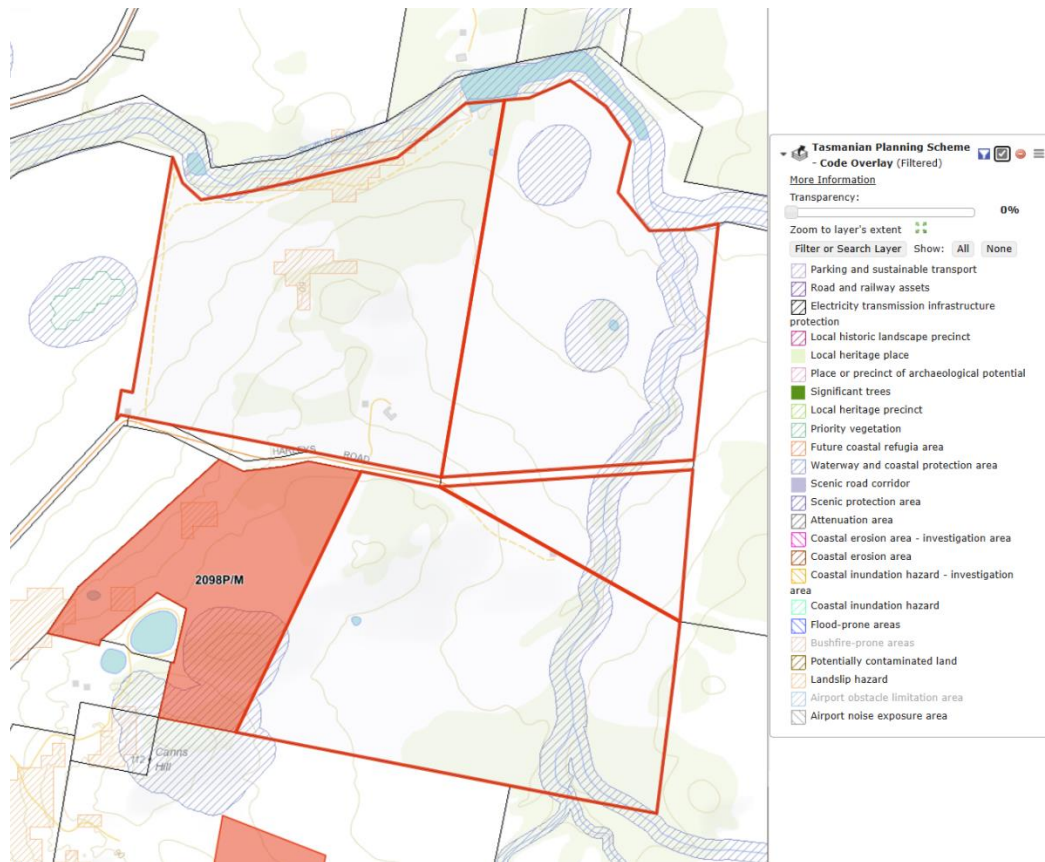 HARVEYS ROAD
2098P/M
112
Canns
Hill
Tasmanian Planning Scheme
- Code Overlay (Filtered)
More Information
Transparency:
0%
Zoom to layer's extent
Filter or Search Layer Show: All None
Parking and sustainable transport
Road and railway assets
Electricity transmission infrastructure
protection
Local historic landscape precinct
Local heritage place
Place or precinct of archaeological potential
Significant trees
Local heritage precinct
Priority vegetation
Future coastal refugia area
Waterway and coastal protection area
Scenic road corridor
Scenic protection area
Attenuation area
Coastal erosion area - investigation area
Coastal erosion area
Coastal inundation hazard - investigation
area
Coastal inundation hazard
Flood-prone areas
Bushfire-prone areas
Potentially contaminated land
Landslip hazard
Airport obstacle limitation area
Airport noise exposure area